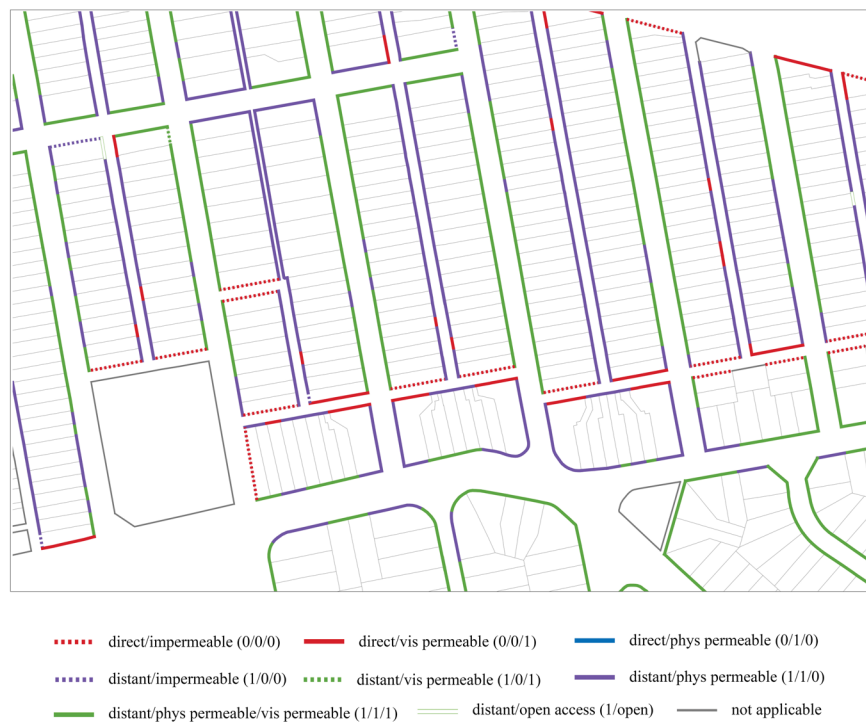 direct/impermeable (0/0/0) direct/vis permeable (0/0/1) direct/phys permeable (0/1/0)
distant/impermeable (1/0/0) distant/vis permeable (1/0/1) distant/phys permeable (1/1/0)
distant/phys permeable/vis permeable (1/1/1) distant/open access (1/open) not applicable